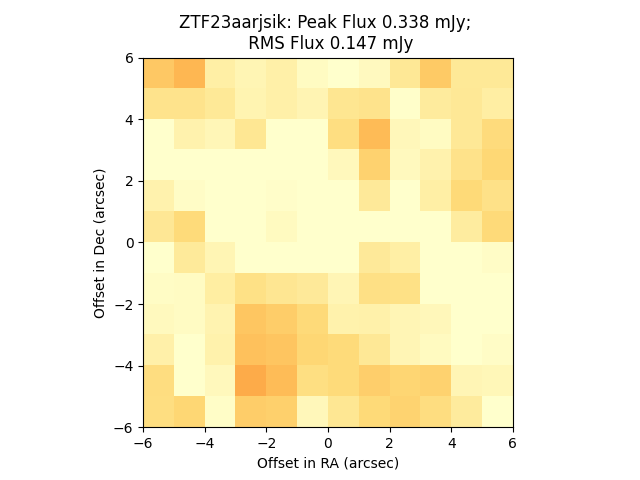 ZTF23aarjsik: Peak Flux 0.338 mJy;
RMS Flux 0.147 mJy
6
4
2
0
−2
−4
−6
Offset in Dec (arcsec)
−6 −4 −2 0 2 4 6
Offset in RA (arcsec)